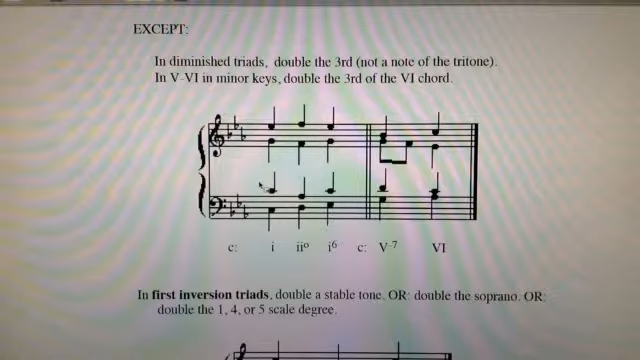 EXCEPT:
In diminished triads, double the 3rd (not a note of the tritone).
In V-VI in minor keys, double the 3rd of the VI chord.
c: i ii° i6 c: V-7 VI
In first inversion triads, double a stable tone. OR: double the soprano. OR:
double the 1, 4, or 5 scale degree.